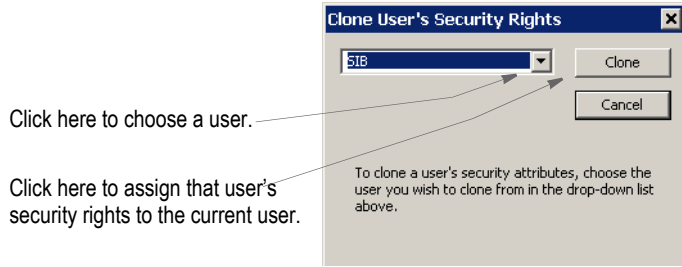 Clone User's Security Rights
SIB
Clone
Cancel
Click here to choose a user.
Click here to assign that user's
security rights to the current user.
To clone a user's security attributes, choose the
user you wish to clone from in the drop-down list
above.